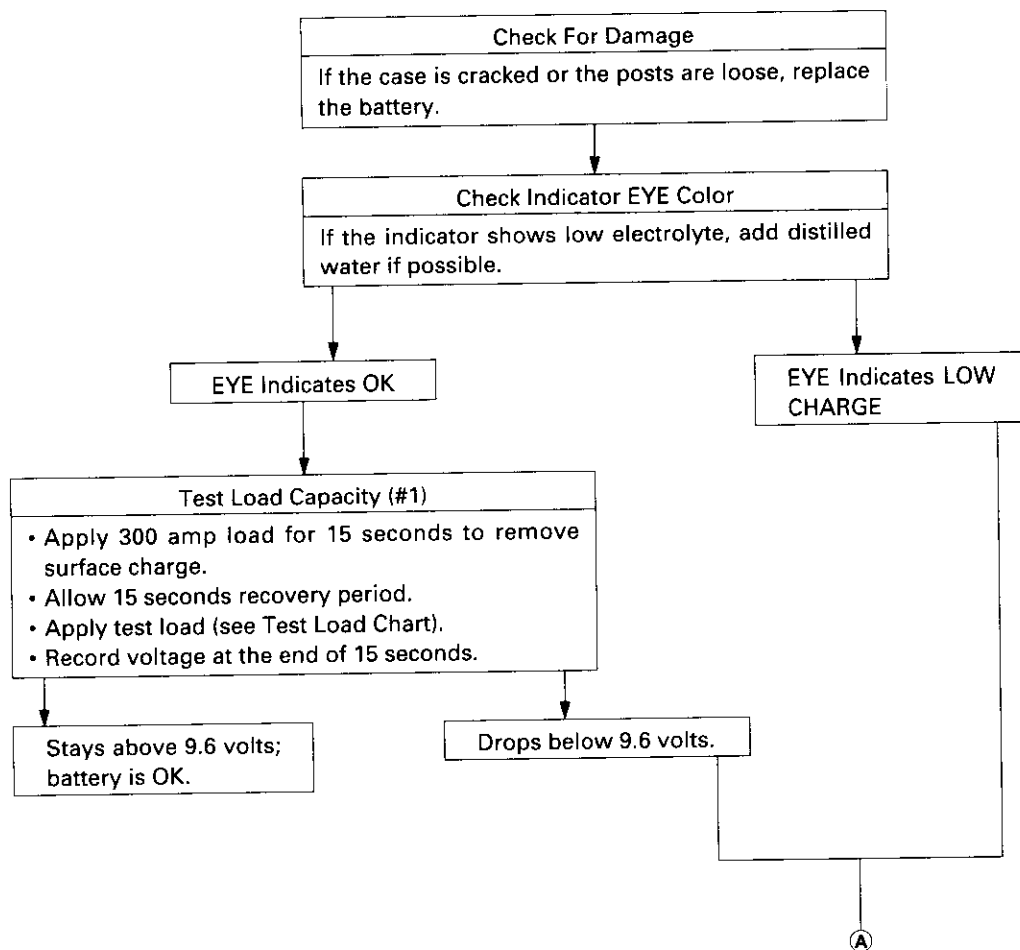 Check For Damage
If the case is cracked or the posts are loose, replace
the battery.
Check Indicator EYE Color
If the indicator shows low electrolyte, add distilled
water if possible.
EYE Indicates OK
EYE Indicates LOW
CHARGE
Test Load Capacity (#1)
• Apply 300 amp load for 15 seconds to remove
surface charge.
• Allow 15 seconds recovery period.
• Apply test load (see Test Load Chart).
• Record voltage at the end of 15 seconds.
Stays above 9.6 volts;
battery is OK.
Drops below 9.6 volts.
A